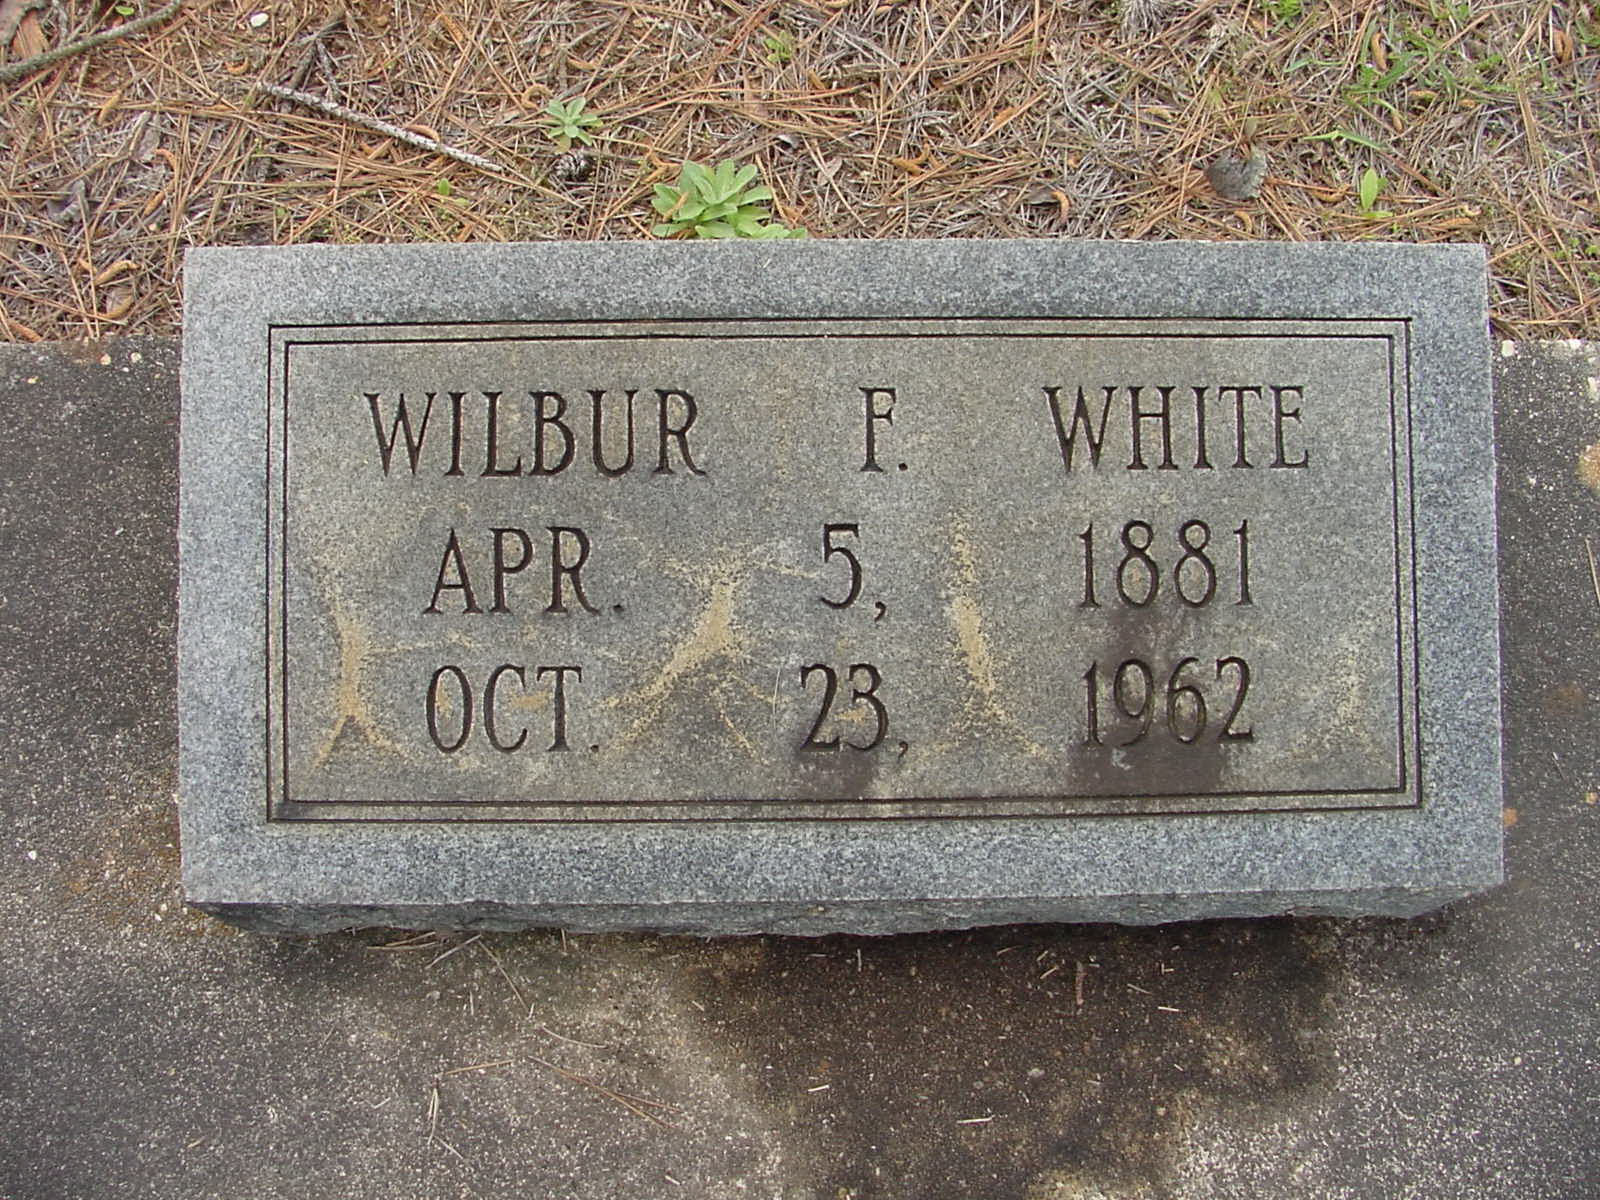 WILBUR F. WHITE
APR. 5, 1881
OCT. 23, 1962